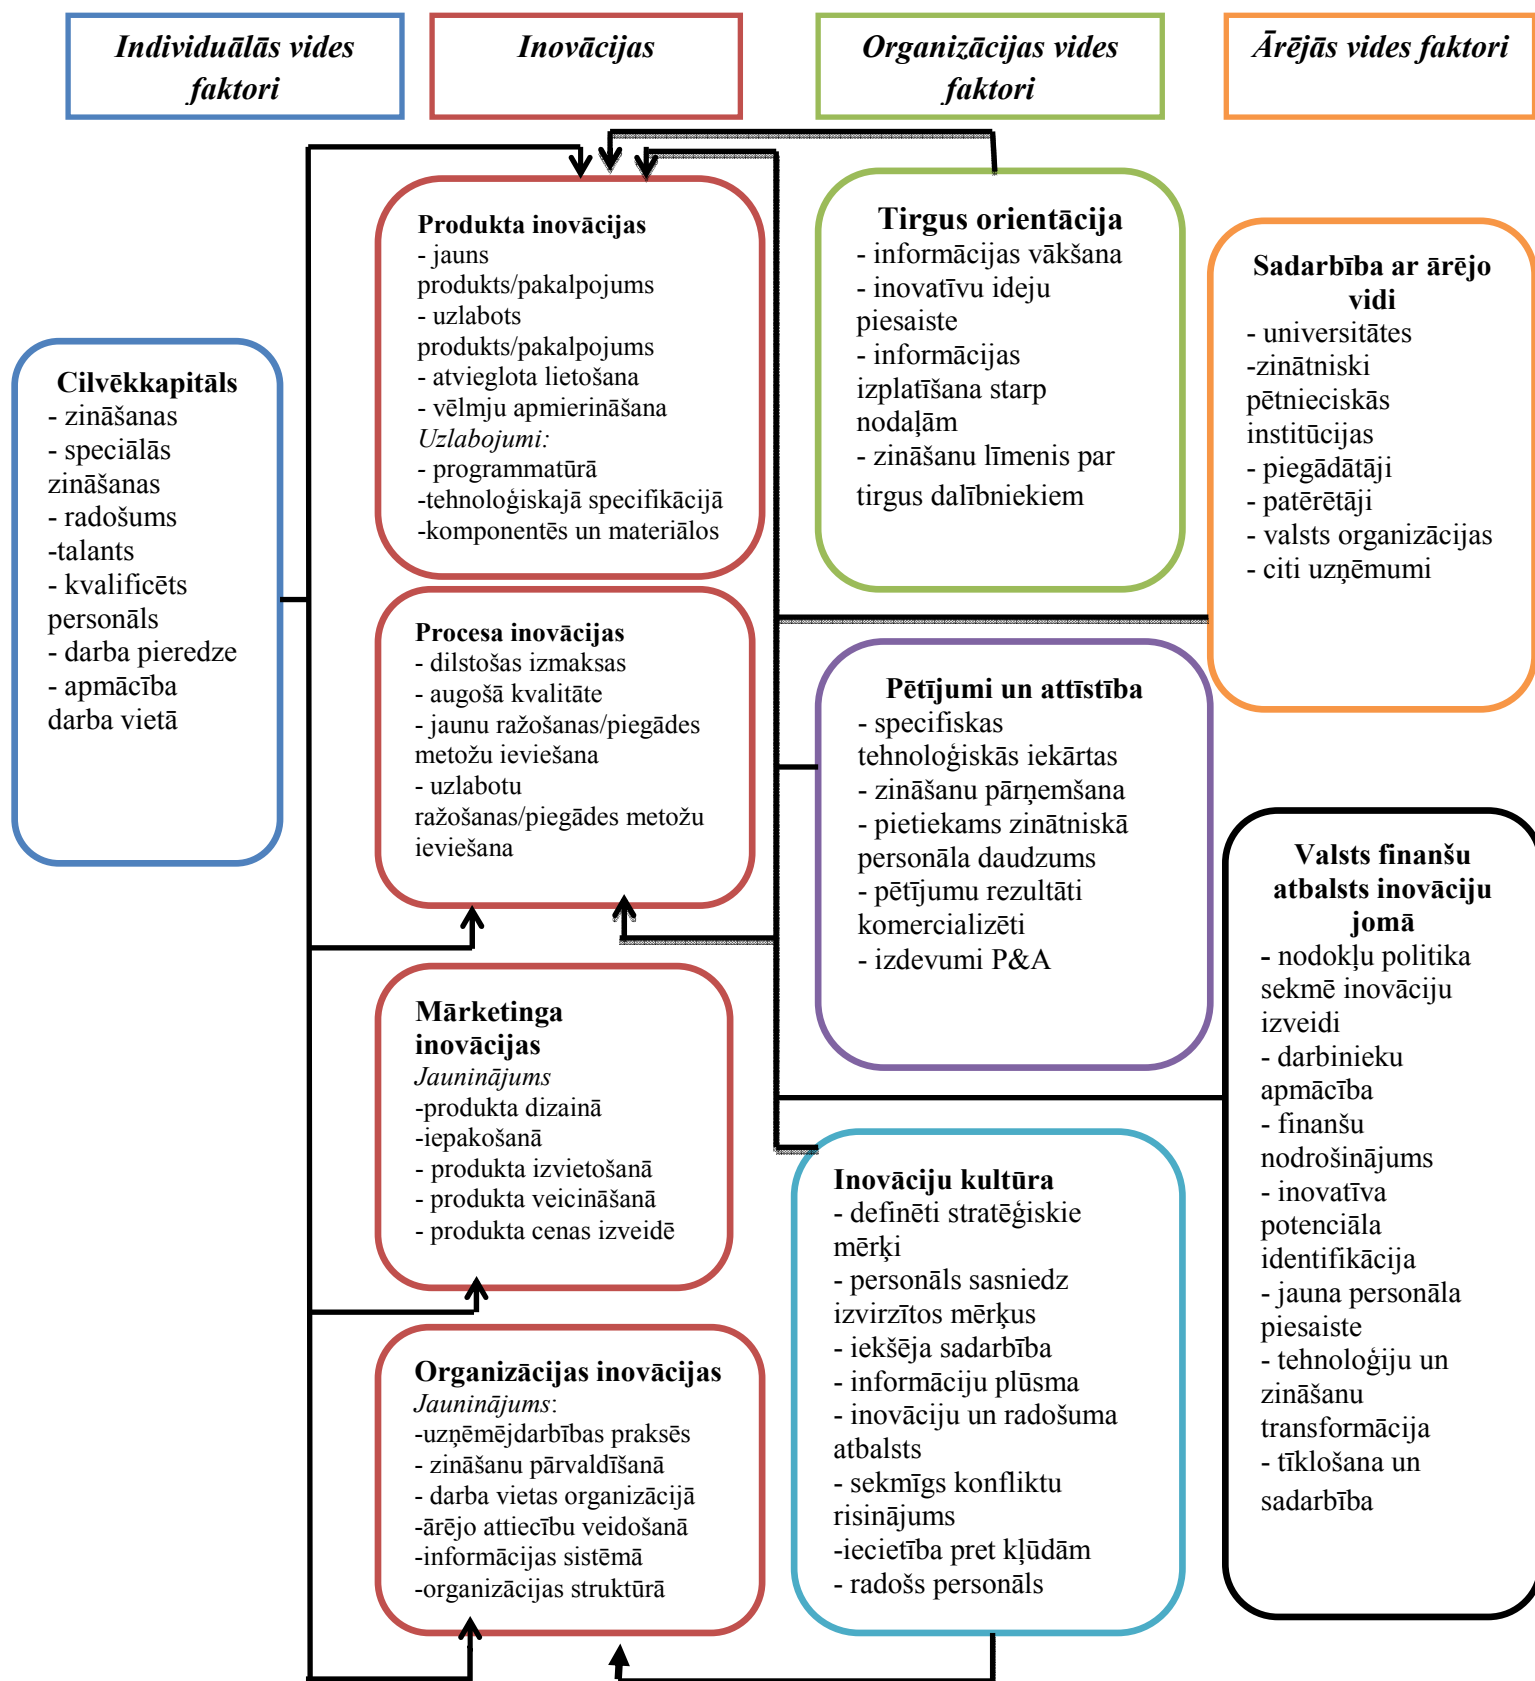 Individuālās vides
faktori
Inovācijas
Organizācijas vides
faktori
Ārējās vides faktori
Cilvēkkapitāls
- zināšanas
- speciālās
zināšanas
- radošums
-talants
- kvalificēts
personāls
- darba pieredze
- apmācība
darba vietā
Produkta inovācijas
- jauns
produkts/pakalpojums
- uzlabots
produkts/pakalpojums
- atvieglota lietošana
- vēlmju apmierināšana
Uzlabojumi:
- programmatūrā
-tehnoloģiskajā specifikācijā
-komponentēs un materiālos
Procesa inovācijas
- dilstošas izmaksas
- augošā kvalitāte
- jaunu ražošanas/piegādes
metožu ieviešana
- uzlabotu
ražošanas/piegādes metožu
ieviešana
Mārketinga
inovācijas
Jauninājums
-produkta dizainā
-iepakošanā
- produkta izvietošanā
- produkta veicināšanā
- produkta cenas izveidē
Organizācijas inovācijas
Jauninājums:
-uzņēmējdarbības praksēs
- zināšanu pārvaldīšanā
- darba vietas organizācijā
-ārējo attiecību veidošanā
-informācijas sistēmā
-organizācijas struktūrā
Tirgus orientācija
- informācijas vākšana
- inovatīvu ideju
piesaiste
- informācijas
izplatīšana starp
nodaļām
- zināšanu līmenis par
tirgus dalībniekiem
Pētījumi un attīstība
- specifiskas
tehnoloģiskās iekārtas
- zināšanu pārņemšana
- pietiekams zinātniskā
personāla daudzums
- pētījumu rezultāti
komercializēti
- izdevumi P&A
Inovāciju kultūra
- definēti stratēģiskie
mērķi
- personāls sasniedz
izvirzītos mērķus
- iekšēja sadarbība
- informāciju plūsma
- inovāciju un radošuma
atbalsts
- sekmīgs konfliktu
risinājums
-iecietība pret kļūdām
- radošs personāls
Sadarbība ar ārējo
vidi
- universitātes
-zinātniski
pētnieciskās
institūcijas
- piegādātāji
- patērētāji
- valsts organizācijas
- citi uzņēmumi
Valsts finanšu
atbalsts inovāciju
jomā
- nodokļu politika
sekmē inovāciju
izveidi
- darbinieku
apmācība
- finanšu
nodrošinājums
- inovatīva
potenciāla
identifikācija
- jauna personāla
piesaiste
- tehnoloģiju un
zināšanu
transformācija
- tīklošana un
sadarbība